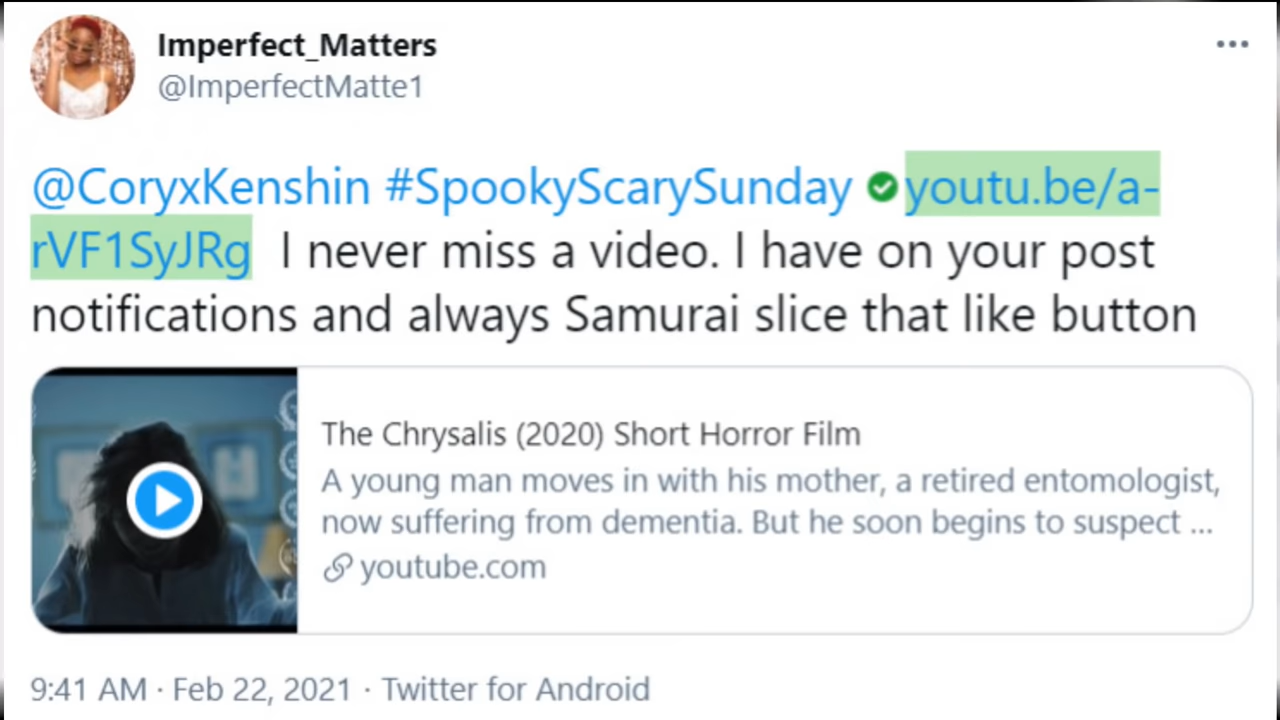 Imperfect_Matters
@ImperfectMatte1
@CoryxKenshin #SpookyScarySunday youtu.be/a-
rVF1SyJRg I never miss a video. I have on your post
notifications and always Samurai slice that like button
The Chrysalis (2020) Short Horror Film
A young man moves in with his mother, a retired entomologist,
now suffering from dementia. But he soon begins to suspect ...
youtube.com
9:41 AM · Feb 22, 2021 · Twitter for Android